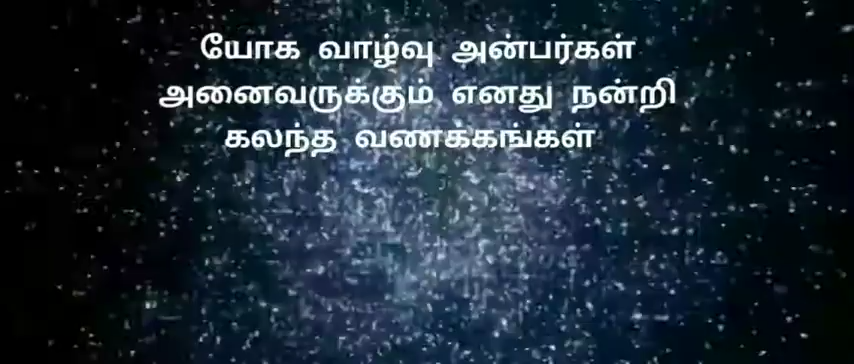 யோக வாழ்வு அன்பர்கள்
அனைவருக்கும் எனது நன்றி
கலந்த வணக்கங்கள்